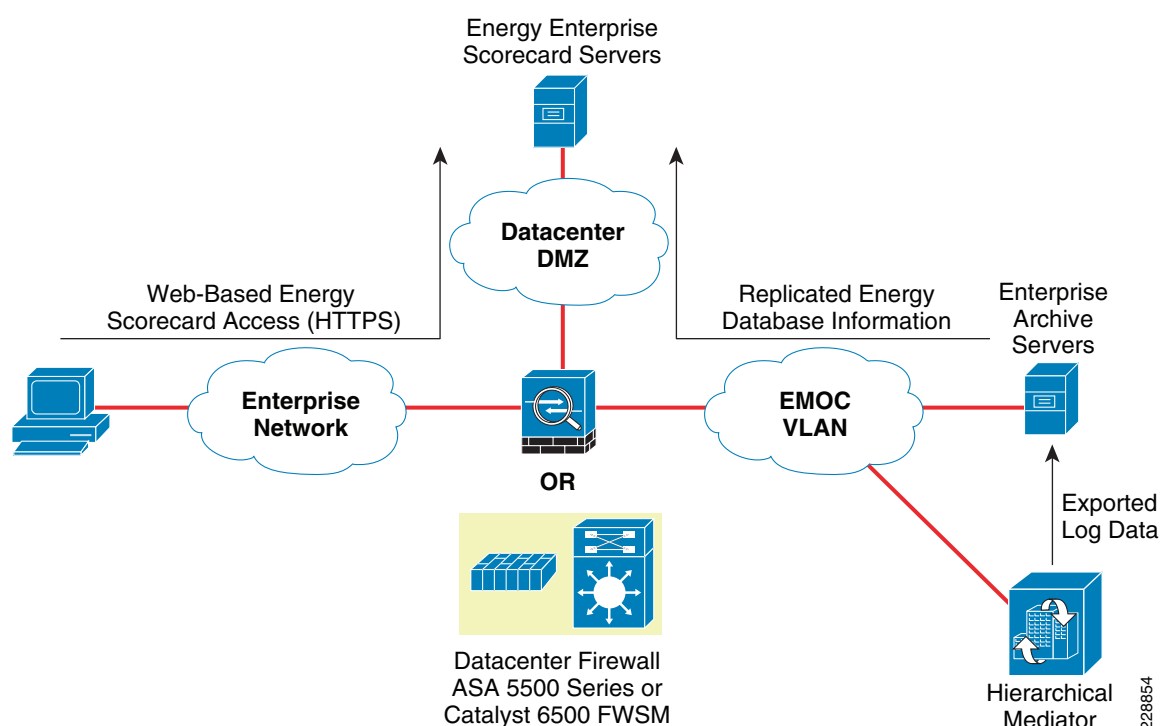 Energy Enterprise
Scorecard Servers
Datacenter
DMZ
Web-Based Energy
Scorecard Access (HTTPS)
Replicated Energy
Database Information
Enterprise
Archive
Servers
Enterprise
Network
EMOC
VLAN
OR
Exported
Log Data
Datacenter Firewall
ASA 5500 Series or
Catalyst 6500 FWSM
Hierarchical
Mediator
228854